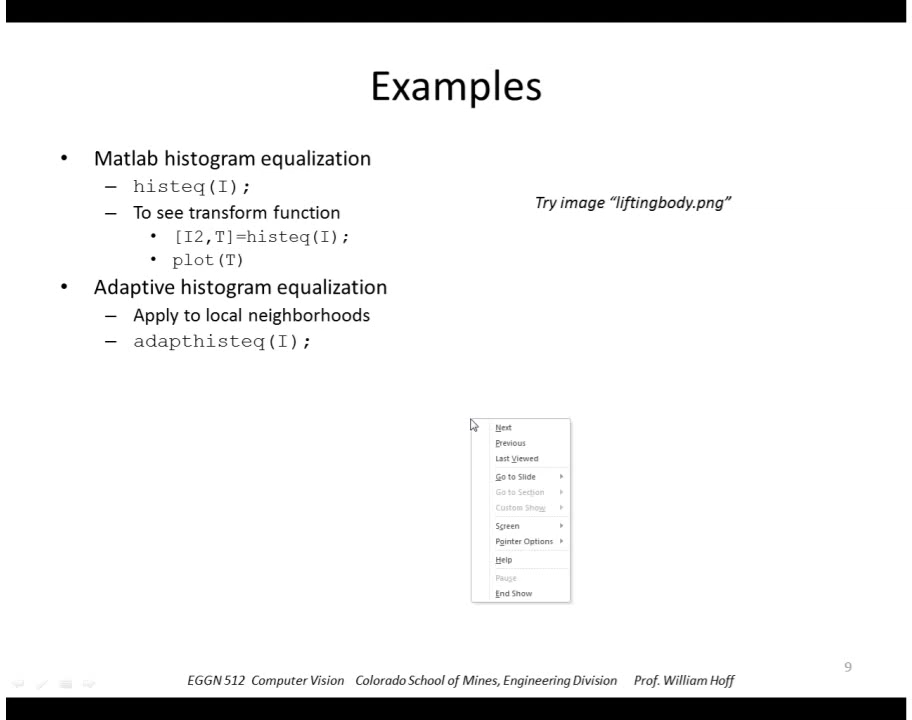 Examples
• Matlab histogram equalization
– histeq(I);
– To see transform function
• [I2,T]=histeq(I);
• plot(T)
• Adaptive histogram equalization
– Apply to local neighborhoods
– adapthisteq(I);
Try image “liftingbody.png”
Next
Previous
Last Viewed
Go to Slide
Go to Section
Custom Show
Screen
Pointer Options
Help
Pause
End Show
EGGN 512 Computer Vision Colorado School of Mines, Engineering Division Prof. William Hoff
9